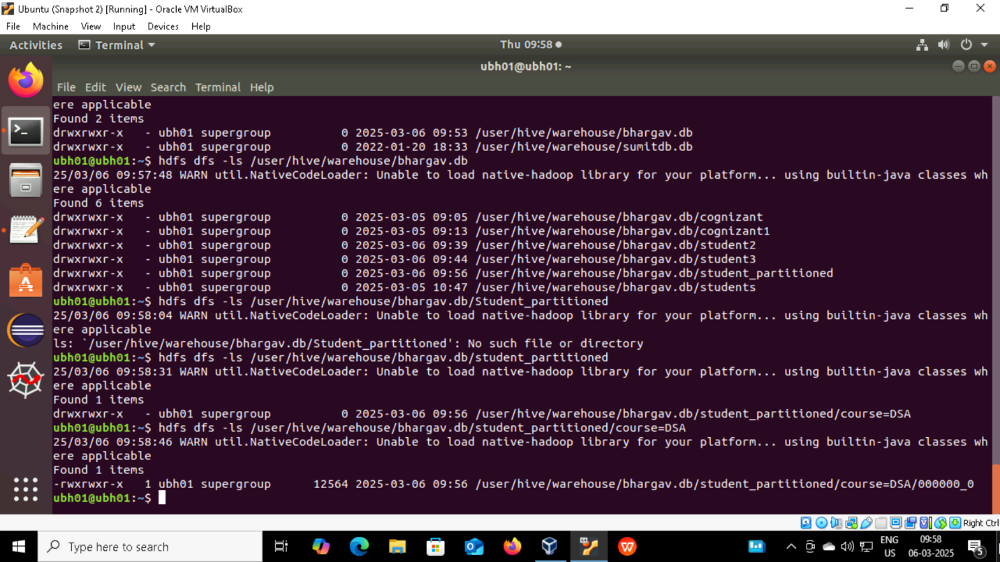 Ubuntu (Snapshot 2) [Running] - Oracle VM VirtualBox
File Machine View Input Devices Help
Activities Terminal Thu 09:58
ubh01@ubh01: ~
File Edit View Search Terminal Help
ere applicable
Found 2 items
drwxrwxr-x   - ubh01 supergroup          0 2025-03-06 09:53 /user/hive/warehouse/bhargav.db
drwxrwxr-x   - ubh01 supergroup          0 2022-01-20 18:33 /user/hive/warehouse/sumitdb.db
ubh01@ubh01:~$ hdfs dfs -ls /user/hive/warehouse/bhargav.db
25/03/06 09:57:48 WARN util.NativeCodeLoader: Unable to load native-hadoop library for your platform... using builtin-java classes wh
ere applicable
Found 6 items
drwxrwxr-x   - ubh01 supergroup          0 2025-03-05 09:05 /user/hive/warehouse/bhargav.db/cognizant
drwxrwxr-x   - ubh01 supergroup          0 2025-03-05 09:13 /user/hive/warehouse/bhargav.db/cognizant1
drwxrwxr-x   - ubh01 supergroup          0 2025-03-06 09:39 /user/hive/warehouse/bhargav.db/student2
drwxrwxr-x   - ubh01 supergroup          0 2025-03-06 09:44 /user/hive/warehouse/bhargav.db/student3
drwxrwxr-x   - ubh01 supergroup          0 2025-03-06 09:56 /user/hive/warehouse/bhargav.db/student_partitioned
drwxrwxr-x   - ubh01 supergroup          0 2025-03-05 10:47 /user/hive/warehouse/bhargav.db/students
ubh01@ubh01:~$ hdfs dfs -ls /user/hive/warehouse/bhargav.db/Student_partitioned
25/03/06 09:58:04 WARN util.NativeCodeLoader: Unable to load native-hadoop library for your platform... using builtin-java classes wh
ere applicable
ls: `/user/hive/warehouse/bhargav.db/Student_partitioned': No such file or directory
ubh01@ubh01:~$ hdfs dfs -ls /user/hive/warehouse/bhargav.db/student_partitioned
25/03/06 09:58:31 WARN util.NativeCodeLoader: Unable to load native-hadoop library for your platform... using builtin-java classes wh
ere applicable
Found 1 items
drwxrwxr-x   - ubh01 supergroup          0 2025-03-06 09:56 /user/hive/warehouse/bhargav.db/student_partitioned/course=DSA
ubh01@ubh01:~$ hdfs dfs -ls /user/hive/warehouse/bhargav.db/student_partitioned/course=DSA
25/03/06 09:58:46 WARN util.NativeCodeLoader: Unable to load native-hadoop library for your platform... using builtin-java classes wh
ere applicable
Found 1 items
-rwxrwxr-x   1 ubh01 supergroup      12564 2025-03-06 09:56 /user/hive/warehouse/bhargav.db/student_partitioned/course=DSA/000000_0
ubh01@ubh01:~$
Right Ctrl
Type here to search
ENG
US
09:58
06-03-2025
5